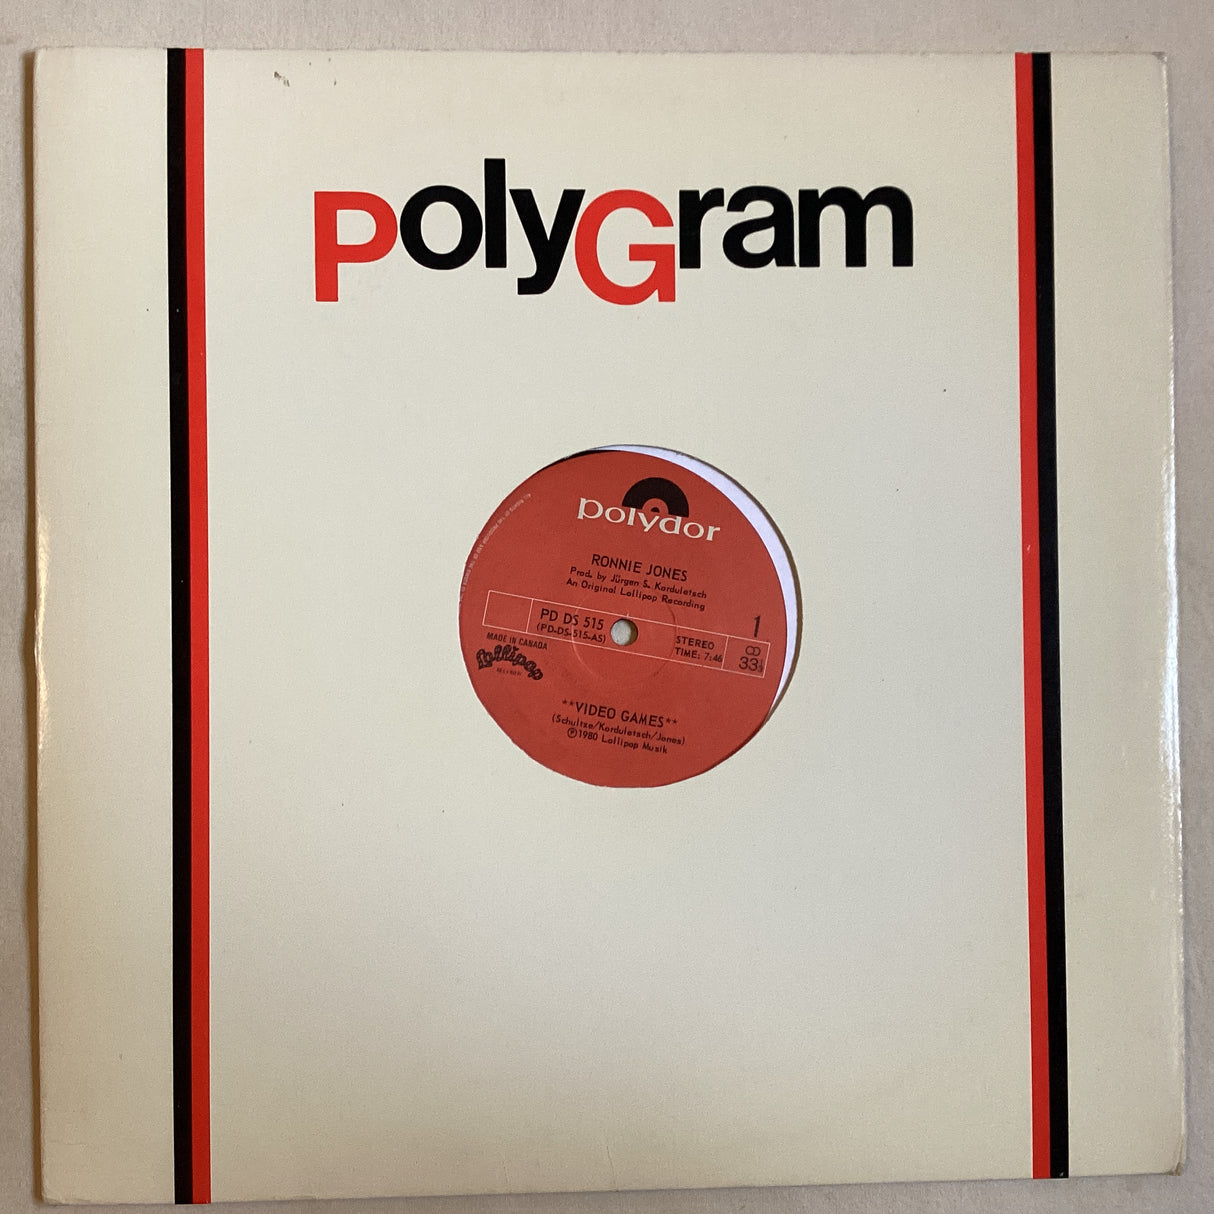 PolyGram
polydor
RONNIE JONES
Prod. by Jürgen S. Korduletsch
An Original Lollipop Recording
PD DS 515
(PD-DS-515-AS)
STEREO
TIME: 7:46
1
33⅓
MADE IN CANADA
Lollipop
**VIDEO GAMES**
(Schultze/Korduletsch/Jones)
℗1980 Lollipop Musik